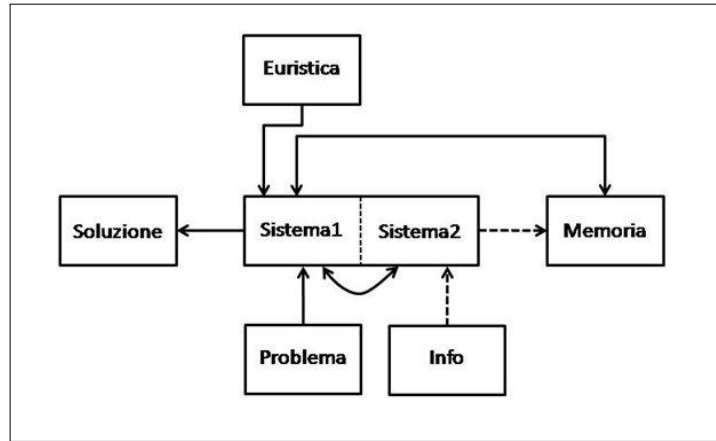 Euristica
Soluzione
Sistema1
Sistema2
Memoria
Problema
Info